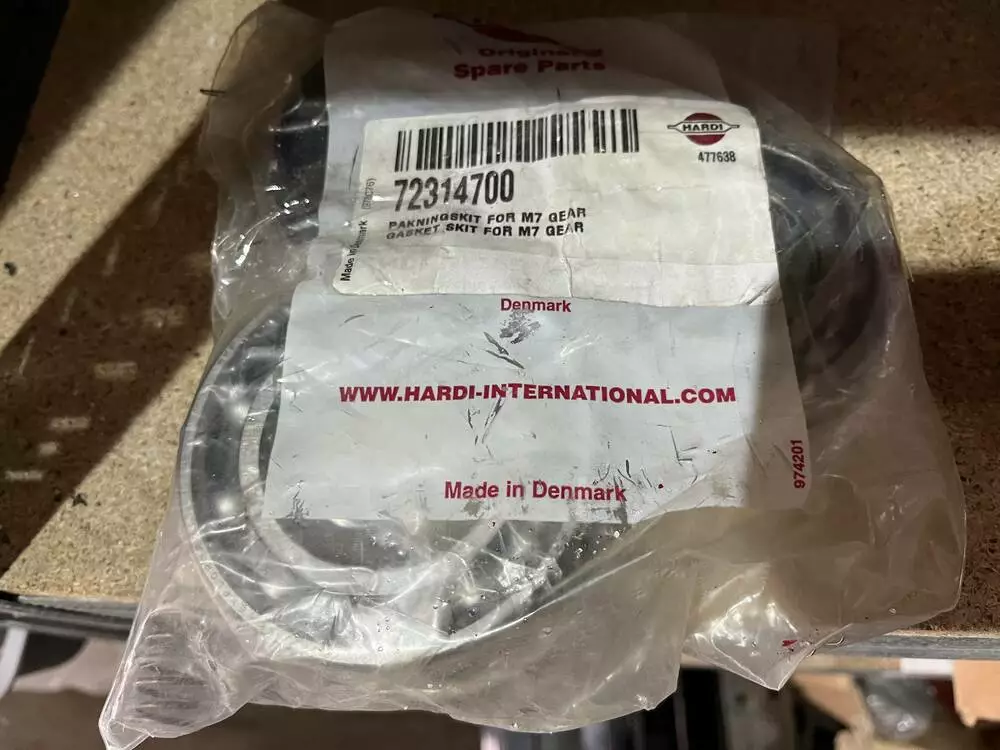 Original
Spare Parts
HARDI
477638
72314700
PAKNINGSKIT FOR M7 GEAR
GASKET SKIT FOR M7 GEAR
Made in Denmark
Denmark
WWW.HARDI-INTERNATIONAL.COM
Made in Denmark
974201